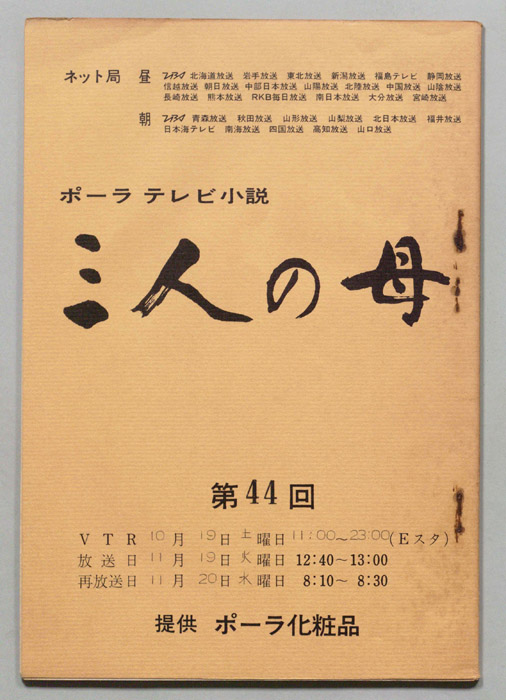 ネット局 昼 TBS 北海道放送 岩手放送 東北放送 新潟放送 福島テレビ 静岡放送
信越放送 朝日放送 中部日本放送 山陽放送 北陸放送 中国放送 山陰放送
長崎放送 熊本放送 RKB毎日放送 南日本放送 大分放送 宮崎放送
朝 TBS 青森放送 秋田放送 山形放送 山梨放送 北日本放送 福井放送
日本海テレビ 南海放送 四国放送 高知放送 山口放送
ポーラ テレビ小説
三人の母
第44回
VTR 10月 19日 土曜日 11:00～23:00(Eスタ)
放送日 11月 19日 火曜日 12:40～13:00
再放送日 11月 20日 水曜日 8:10～ 8:30
提供 ポーラ化粧品